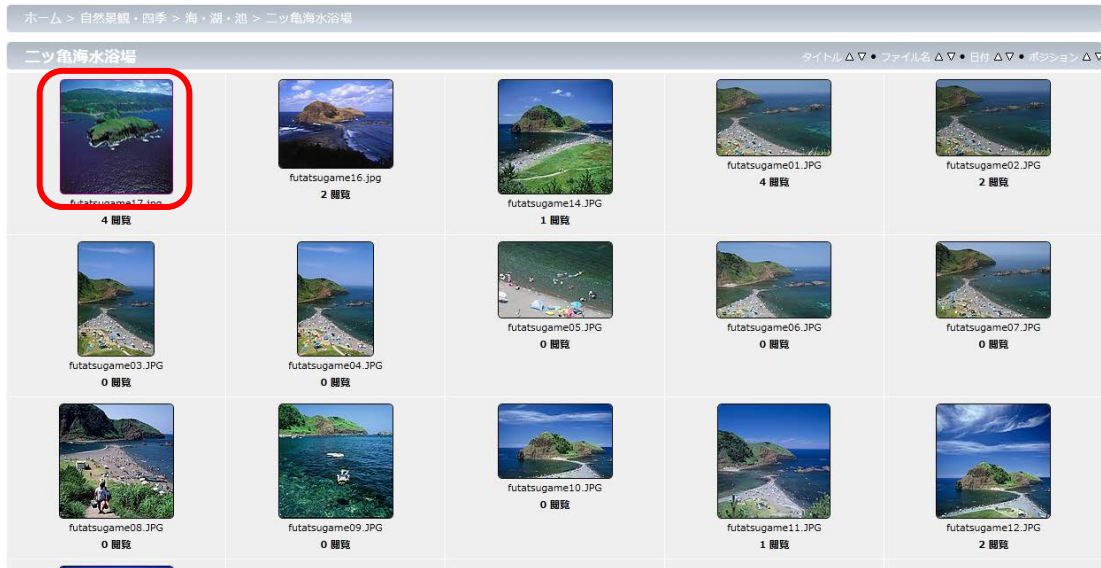 ホーム > 自然景観・四季 > 海・湖・池 > 二ッ亀海水浴場
二ッ亀海水浴場
タイトル △ ▽ • ファイル名 △ ▽ • 日付 △ ▽ • ポジション △ ▽
futatsugame17.jpg
4 閲覧
futatsugame16.jpg
2 閲覧
futatsugame14.JPG
1 閲覧
futatsugame01.JPG
4 閲覧
futatsugame02.JPG
2 閲覧
futatsugame03.JPG
0 閲覧
futatsugame04.JPG
0 閲覧
futatsugame05.JPG
0 閲覧
futatsugame06.JPG
0 閲覧
futatsugame07.JPG
0 閲覧
futatsugame08.JPG
0 閲覧
futatsugame09.JPG
0 閲覧
futatsugame10.JPG
0 閲覧
futatsugame11.JPG
1 閲覧
futatsugame12.JPG
2 閲覧